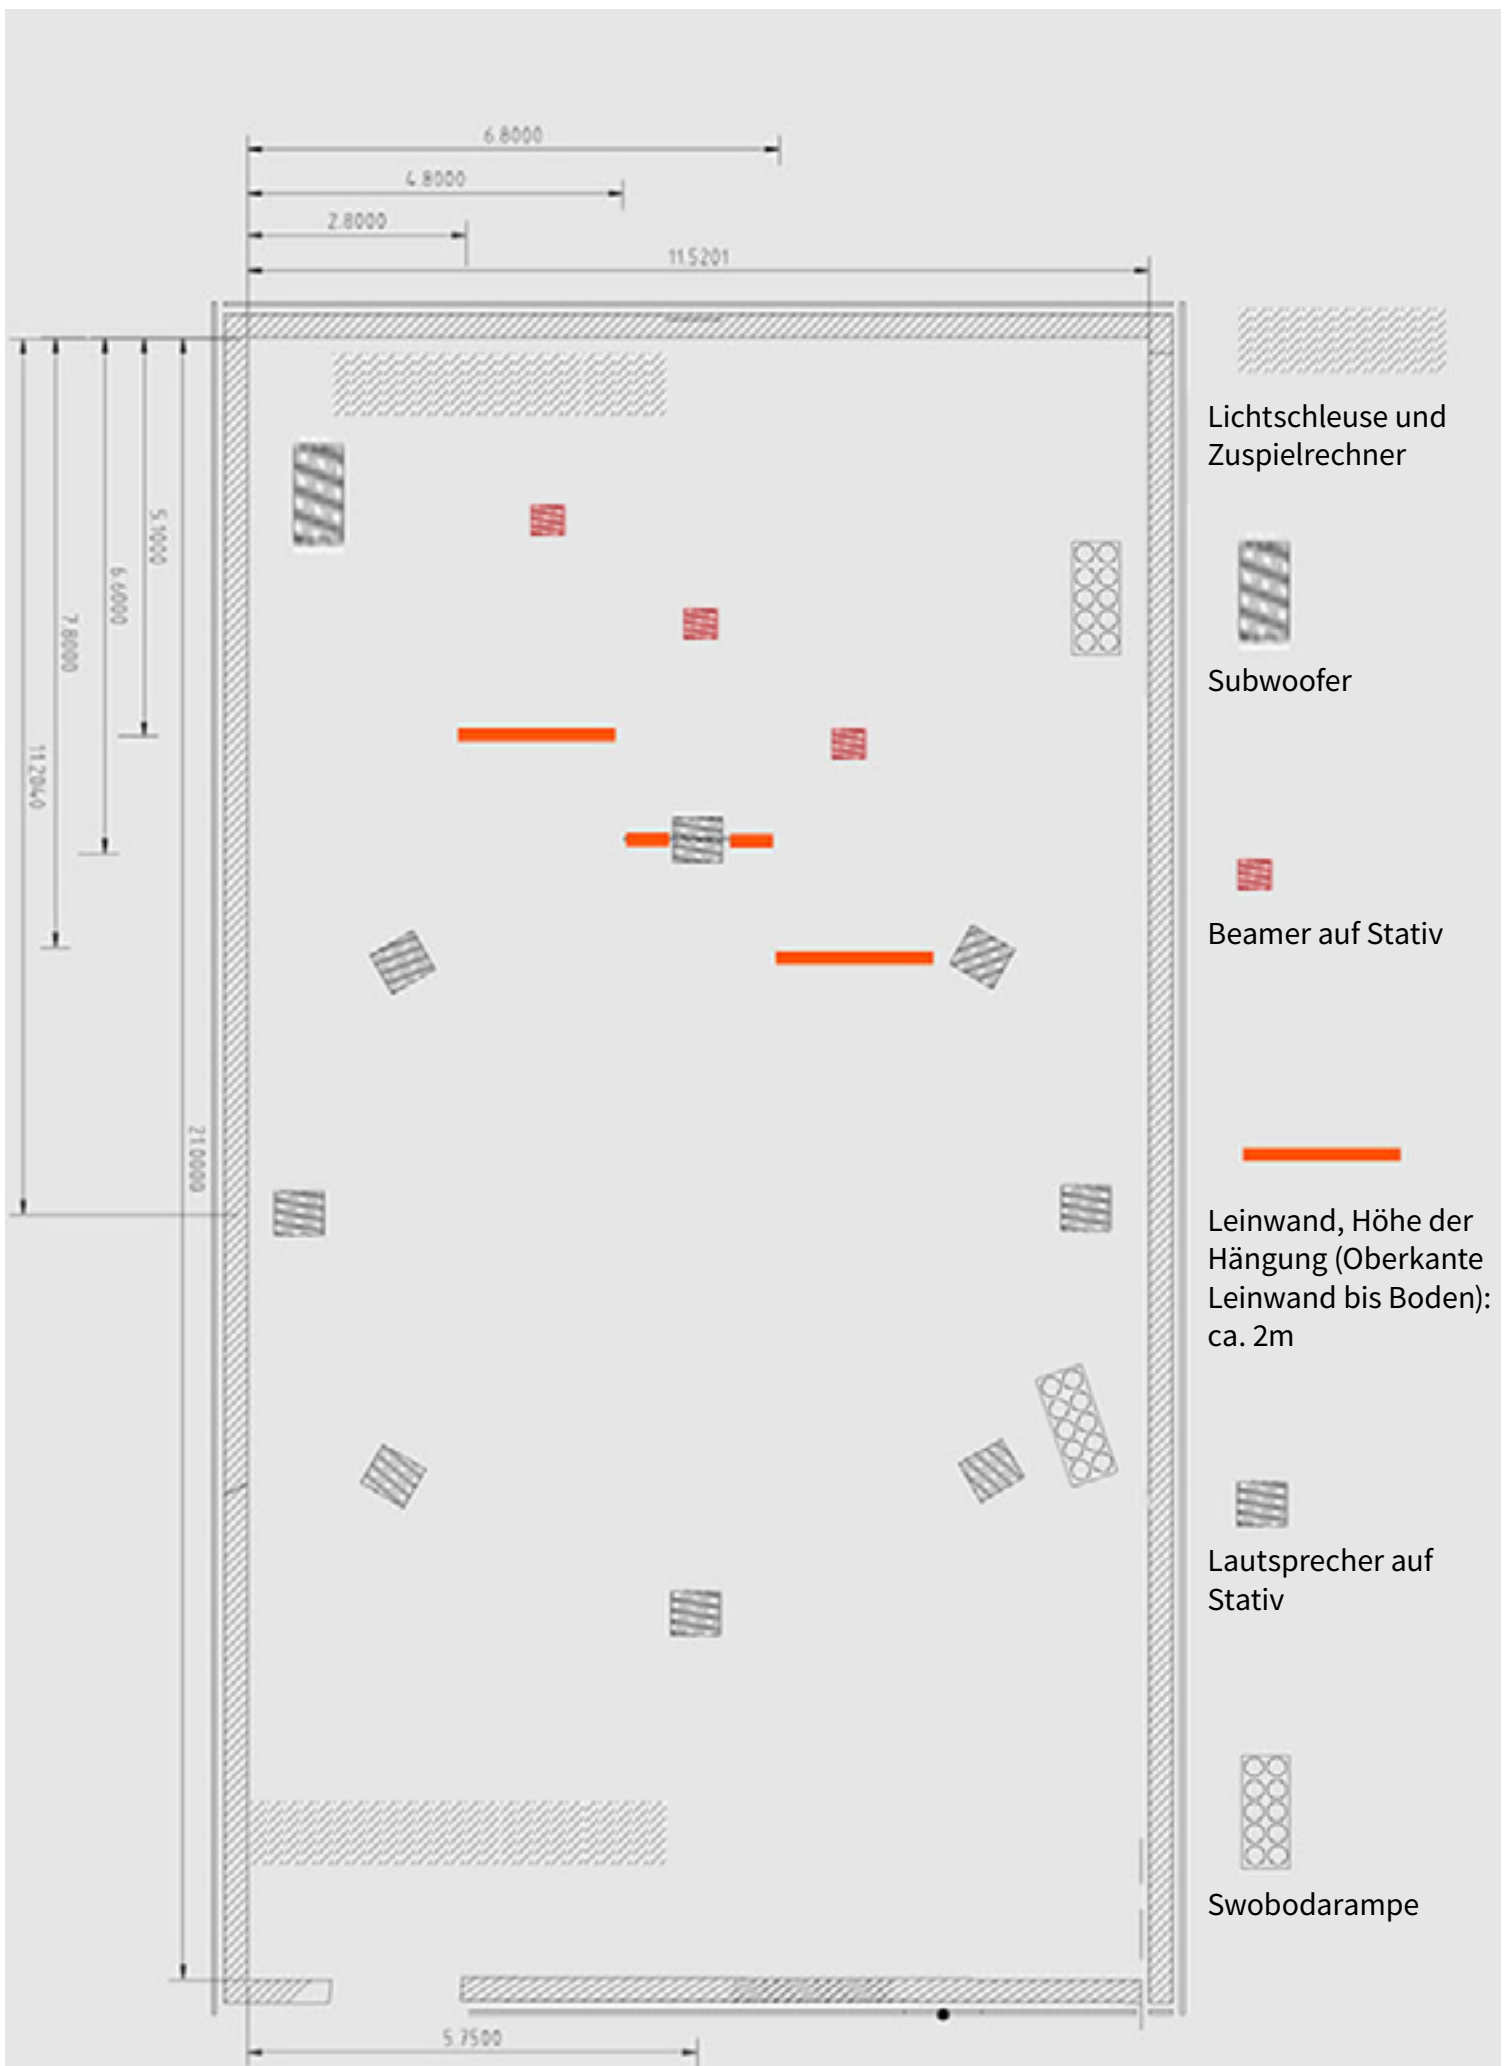 6.8000
4.8000
2.8000
11.5201
5.1000
6.6000
7.8000
11.2040
21.0000
5.7500
Lichtschleuse und
Zuspielrechner
Subwoofer
Beamer auf Stativ
Leinwand, Höhe der
Hängung (Oberkante
Leinwand bis Boden):
ca. 2m
Lautsprecher auf
Stativ
Swobodarampe